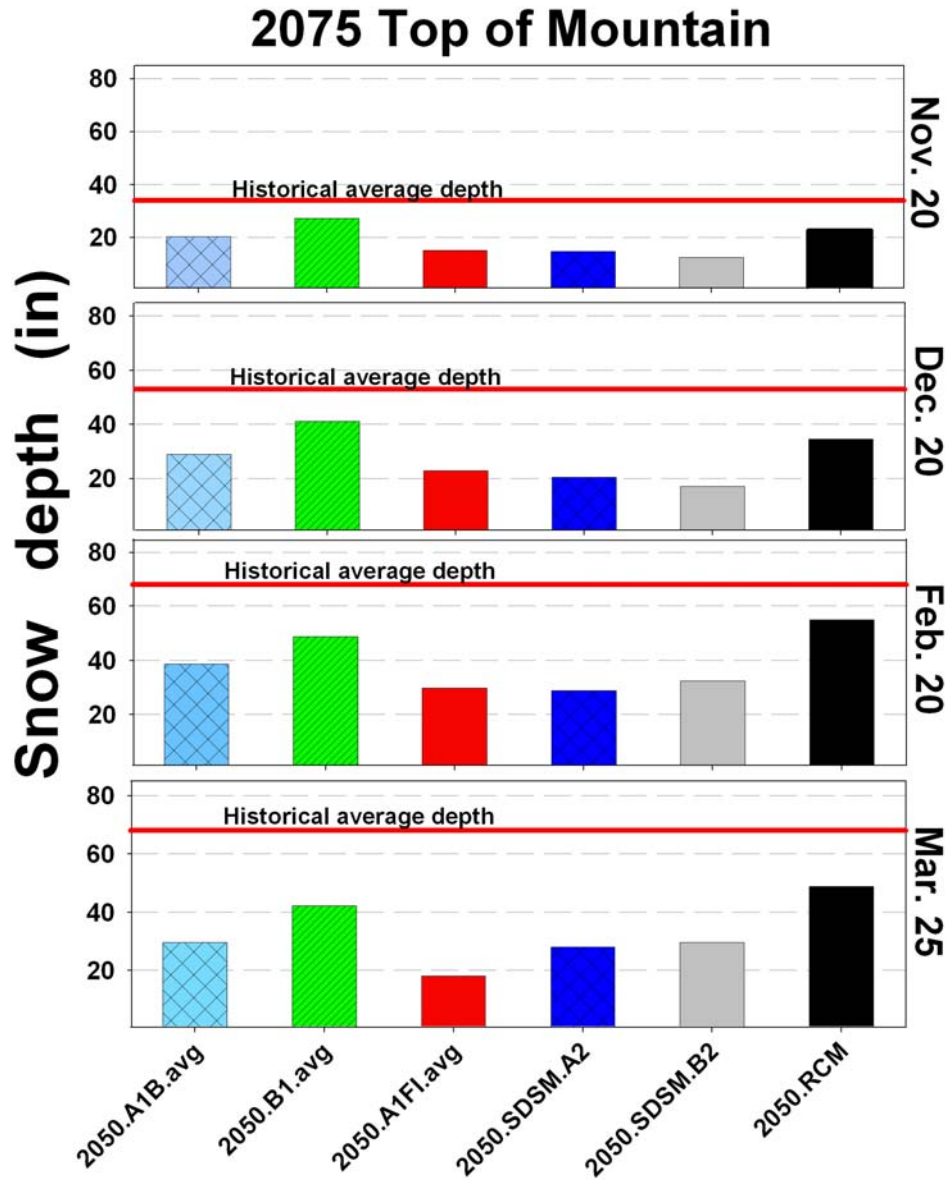 2075 Top of Mountain
Snow depth (in)
80
60
40
20
Historical average depth
Nov. 20
80
60
40
20
Historical average depth
Dec. 20
80
60
40
20
Historical average depth
Feb. 20
80
60
40
20
Historical average depth
Mar. 25
2050.A1B.avg
2050.B1.avg
2050.A1FI.avg
2050.SDSM.A2
2050.SDSM.B2
2050.RCM